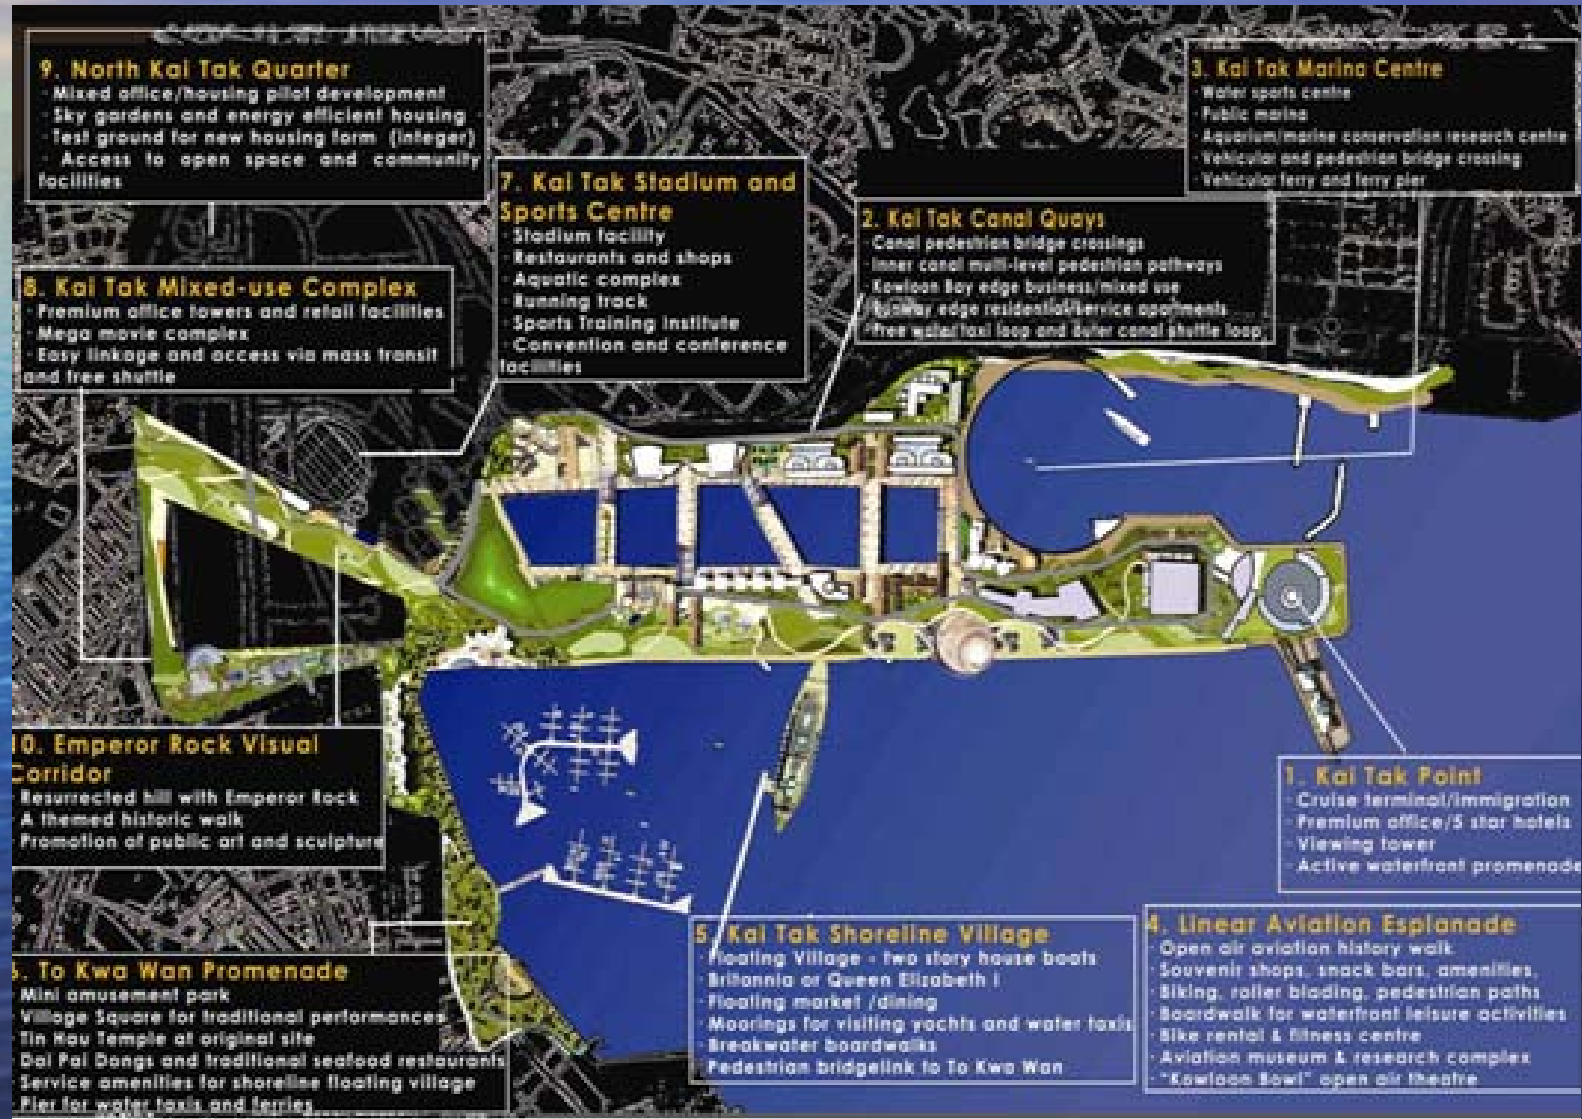 9. North Kai Tak Quarter
· Mixed office/housing pilot development
· Sky gardens and energy efficient housing
· Test ground for new housing form (integer)
· Access to open space and community
facilities
3. Kai Tak Marina Centre
· Water sports centre
· Public marina
· Aquarium/marine conservation research centre
· Vehicular and pedestrian bridge crossing
· Vehicular ferry and ferry pier
7. Kai Tak Stadium and
Sports Centre
· Stadium facility
· Restaurants and shops
· Aquatic complex
· Running track
· Sports Training Institute
· Convention and conference
facilities
2. Kai Tak Canal Quays
· Canal pedestrian bridge crossings
· Inner canal multi-level pedestrian pathways
· Kowloon Bay edge business/mixed use
· Runway edge residential/service apartments
· Free water taxi loop and outer canal shuttle loop
8. Kai Tak Mixed-use Complex
· Premium office towers and retail facilities
· Mega movie complex
· Easy linkage and access via mass transit
and free shuttle
10. Emperor Rock Visual
Corridor
· Resurrected hill with Emperor Rock
· A themed historic walk
· Promotion of public art and sculpture
1. Kai Tak Point
· Cruise terminal/immigration
· Premium office/5 star hotels
· Viewing tower
· Active waterfront promenade
6. To Kwa Wan Promenade
· Mini amusement park
· Village Square for traditional performances
· Tin Hau Temple at original site
· Dai Pai Dongs and traditional seafood restaurants
· Service amenities for shoreline floating village
· Pier for water taxis and ferries
5. Kai Tak Shoreline Village
· Floating Village - two story house boats
· Britannia or Queen Elizabeth I
· Floating market /dining
· Moorings for visiting yachts and water taxis
· Breakwater boardwalks
· Pedestrian bridgelink to To Kwa Wan
4. Linear Aviation Esplanade
· Open air aviation history walk
· Souvenir shops, snack bars, amenities,
· Biking, roller blading, pedestrian paths
· Boardwalk for waterfront leisure activities
· Bike rental & fitness centre
· Aviation museum & research complex
· "Kowloon Bowl" open air theatre